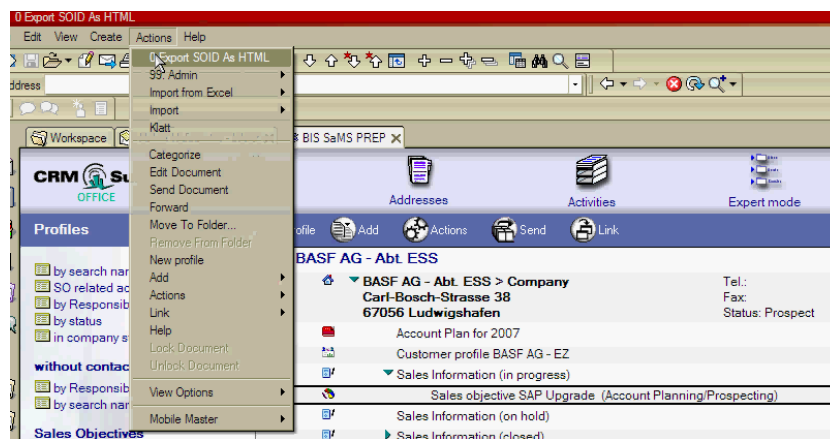 0 Export SOID As HTML
Edit View Create Actions Help
0 Export SOID As HTML
99. Admin
Import from Excel
Import
Klatt
Categorize
Edit Document
Send Document
Forward
Move To Folder...
Remove From Folder
New profile
Add
Actions
Link
Help
Lock Document
Unlock Document
View Options
Mobile Master
ddress
Workspace
BIS SaMS PREP
CRM Su
OFFICE
Addresses
Activities
Expert mode
Profiles
ofile Add Actions Send Link
by search nar
SO related ac
by Responsib
by status
in company s
without contac
by Responsib
by search nar
Sales Objectives
BASF AG - Abt. ESS
BASF AG - Abt. ESS > Company
Carl-Bosch-Strasse 38
67056 Ludwigshafen
Tel.:
Fax:
Status: Prospect
Account Plan for 2007
Customer profile BASF AG - EZ
Sales Information (in progress)
Sales objective SAP Upgrade (Account Planning/Prospecting)
Sales Information (on hold)
Sales Information (closed)